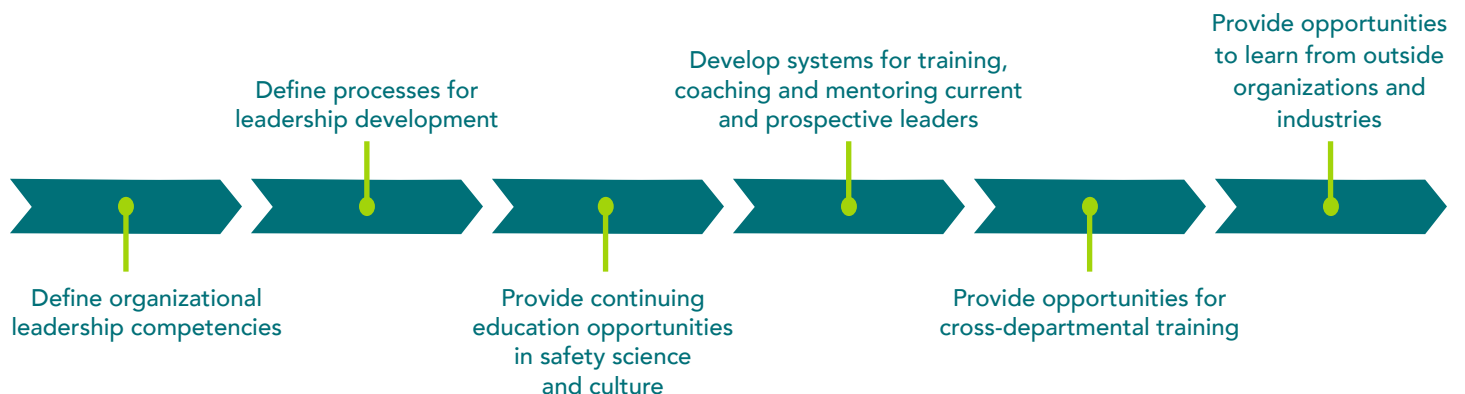 Define organizational
leadership competencies
Define processes for
leadership development
Provide continuing
education opportunities
in safety science
and culture
Develop systems for training,
coaching and mentoring current
and prospective leaders
Provide opportunities for
cross-departmental training
Provide opportunities
to learn from outside
organizations and
industries